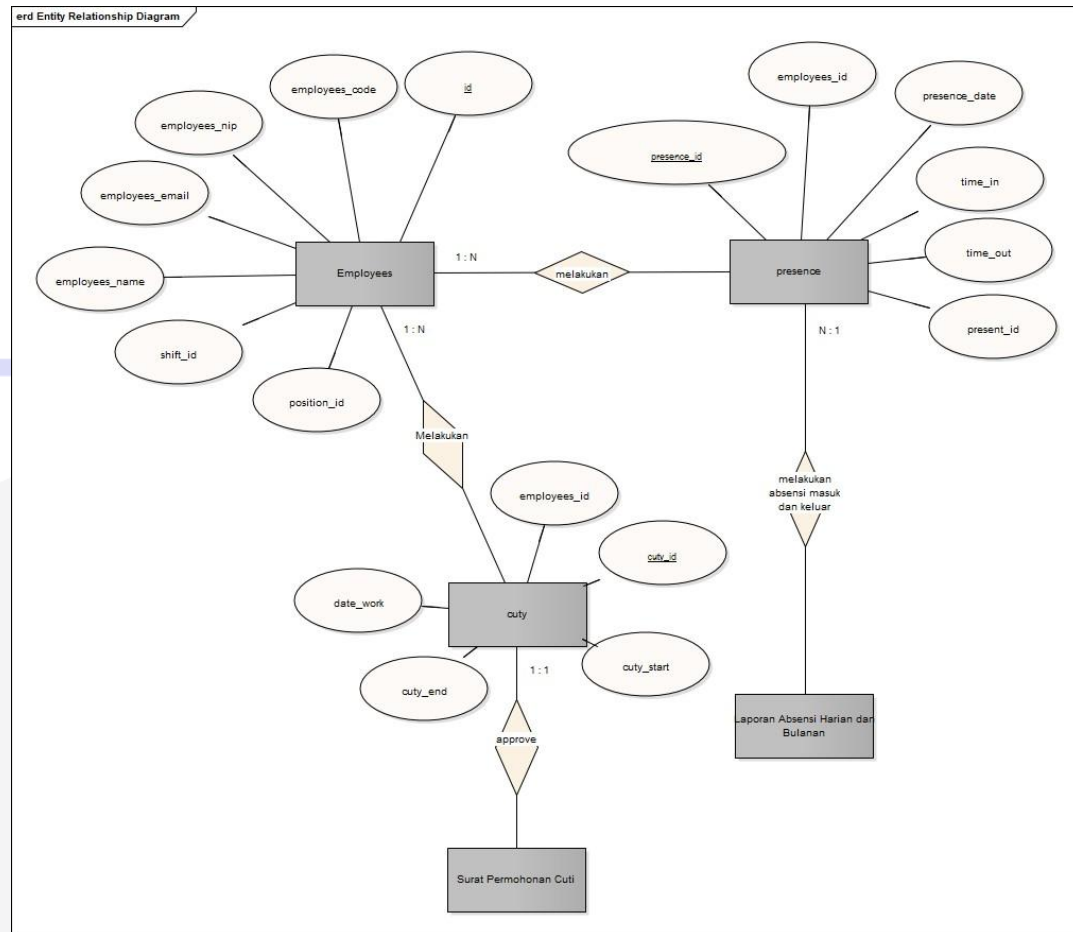 erd Entity Relationship Diagram
id
employees_code
employees_nip
employees_email
employees_name
shift_id
position_id
Employees
1 : N
melakukan
employees_id
presence_date
presence_id
time_in
time_out
present_id
presence
1 : N
N : 1
Melakukan
melakukan
absensi masuk
dan keluar
employees_id
cuty_id
date_work
cuty
cuty_end
cuty_start
1 : 1
approve
Laporan Absensi Harian dan
Bulanan
Surat Permohonan Cuti